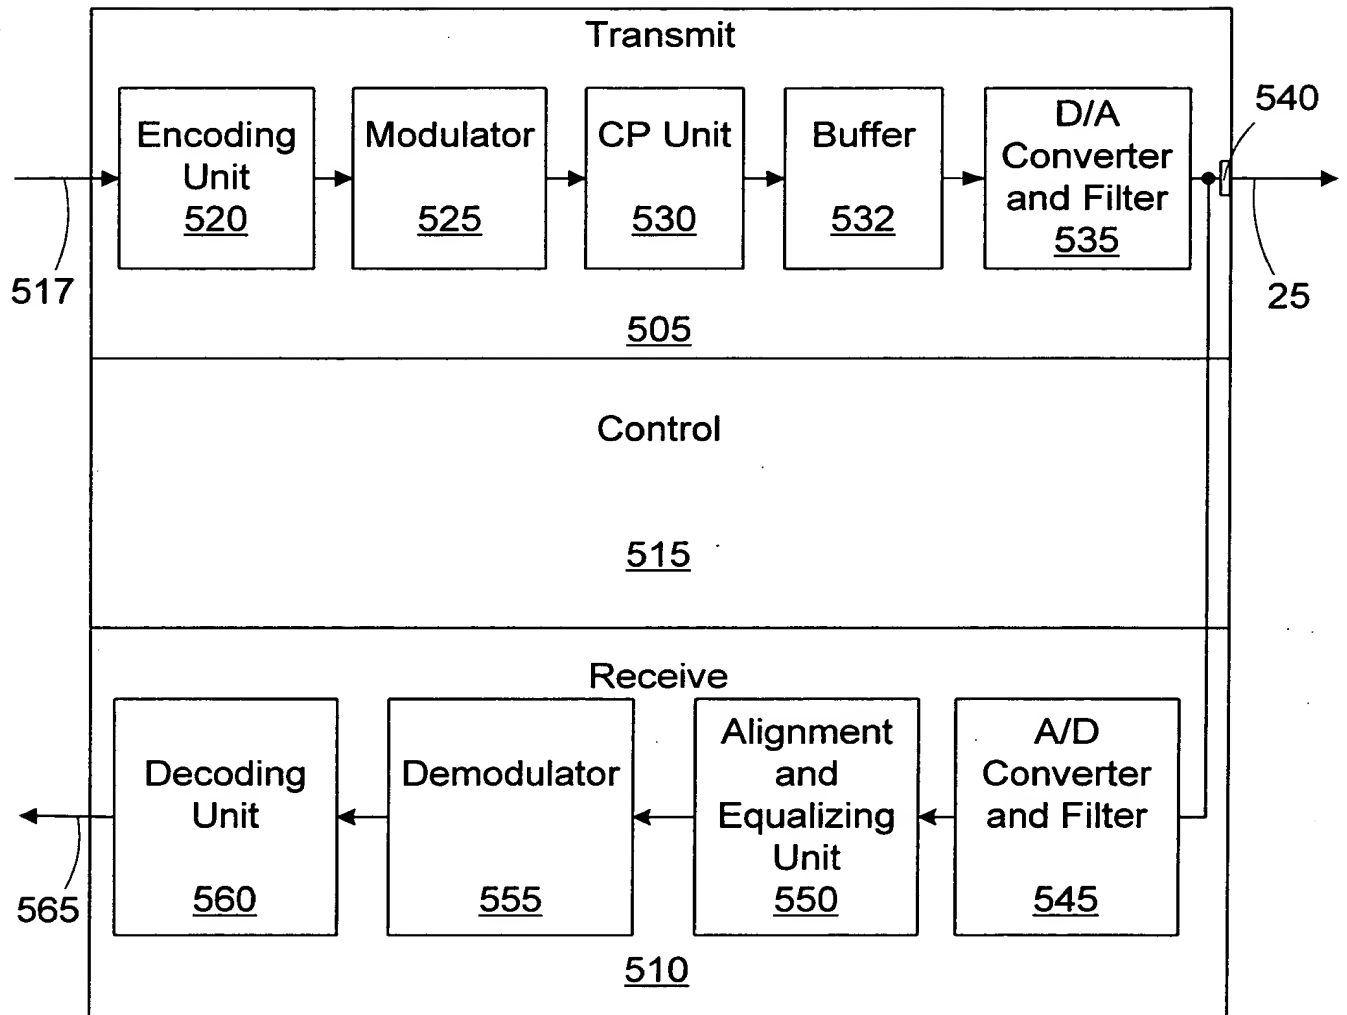 Transmit
Encoding
Unit
520
Modulator
525
CP Unit
530
Buffer
532
D/A
Converter
and Filter
535
540
517
25
505
Control
515
Receive
Decoding
Unit
560
Demodulator
555
Alignment
and
Equalizing
Unit
550
A/D
Converter
and Filter
545
565
510